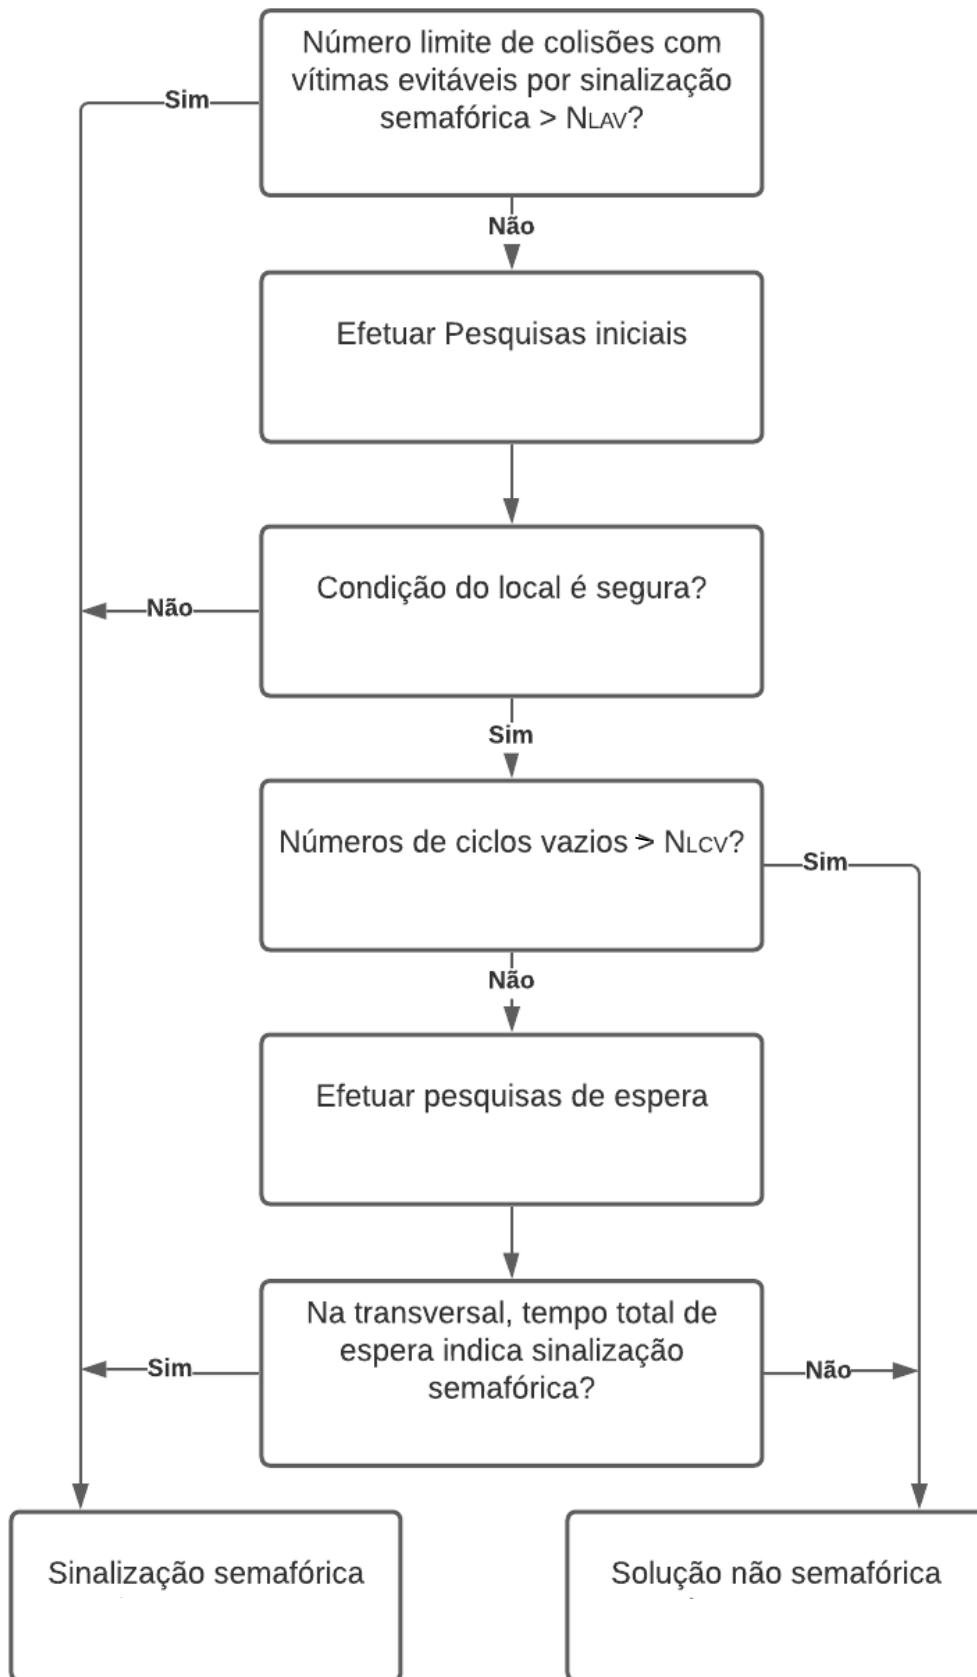 Número limite de colisões com
vítimas evitáveis por sinalização
semafórica > NLAV?
Sim
Não
Efetuar Pesquisas iniciais
Condição do local é segura?
Não
Sim
Números de ciclos vazios > NLCV?
Sim
Não
Efetuar pesquisas de espera
Na transversal, tempo total de
espera indica sinalização
semafórica?
Sim
Não
Sinalização semafórica
Solução não semafórica